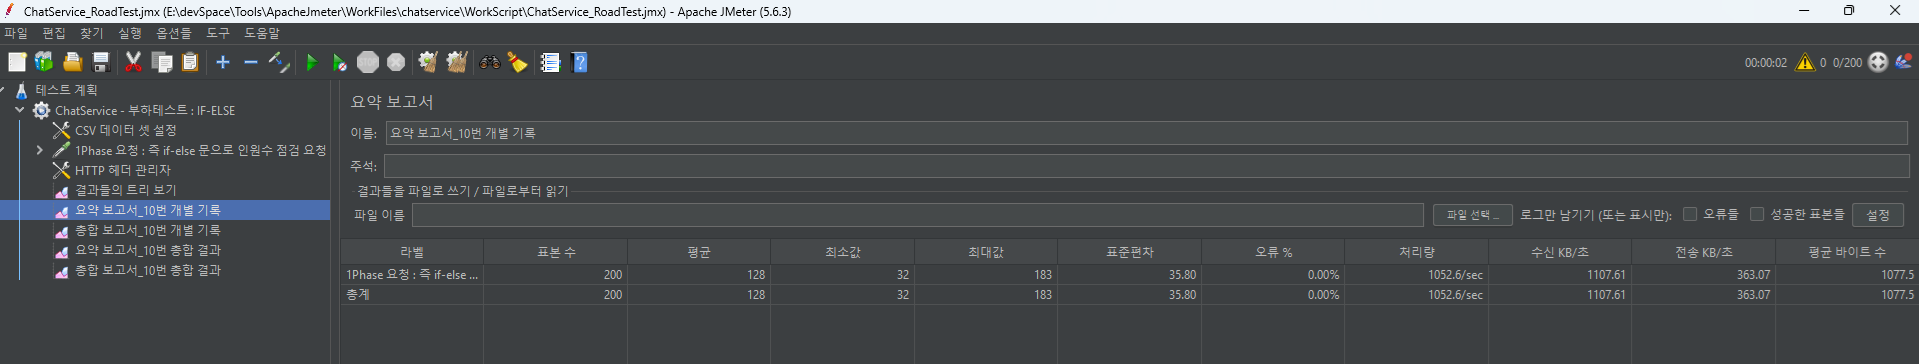 ChatService_RoadTest.jmx (E:\devSpace\Tools\ApacheJmeter\WorkFiles\chatservice\WorkScript\ChatService_RoadTest.jmx) - Apache JMeter (5.6.3)
파일 편집 찾기 실행 옵션들 도구 도움말
STOP
00:00:02 0 0/200
테스트 계획
ChatService - 부하테스트 : IF-ELSE
CSV 데이터 셋 설정
1Phase 요청 : 즉 if-else 문으로 인원수 점검 요청
HTTP 헤더 관리자
결과들의 트리 보기
요약 보고서_10번 개별 기록
총합 보고서_10번 개별 기록
요약 보고서_10번 총합 결과
총합 보고서_10번 총합 결과
요약 보고서
이름: 요약 보고서_10번 개별 기록
주석:
결과들을 파일로 쓰기 / 파일로부터 읽기
파일 이름 파일 선택 ... 로그만 남기기 (또는 표시만): 오류들 성공한 표본들 설정
라벨 표본 수 평균 최소값 최대값 표준편차 오류 % 처리량 수신 KB/초 전송 KB/초 평균 바이트 수
1Phase 요청 : 즉 if-else ... 200 128 32 183 35.80 0.00% 1052.6/sec 1107.61 363.07 1077.5
총계 200 128 32 183 35.80 0.00% 1052.6/sec 1107.61 363.07 1077.5